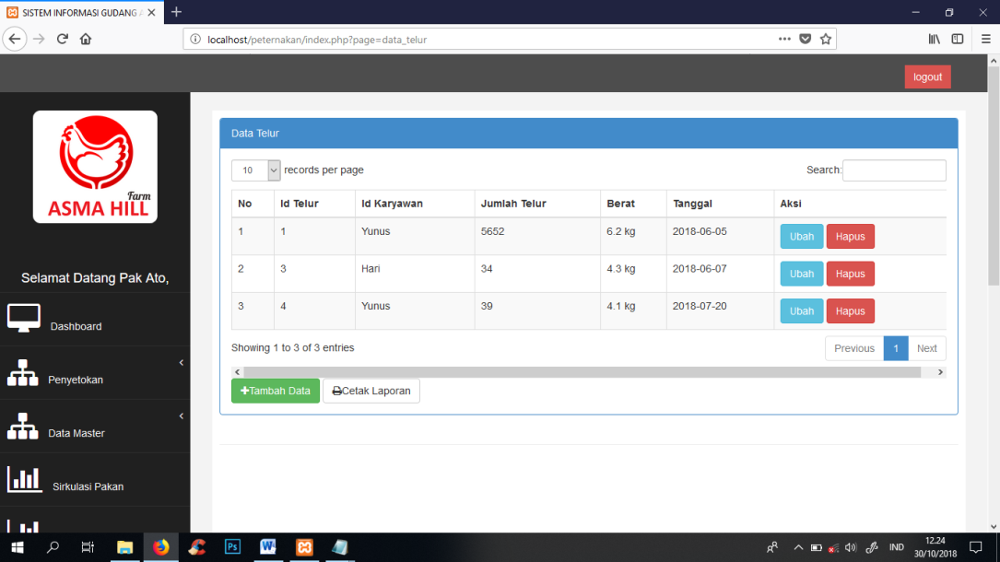 SISTEM INFORMASI GUDANG A
localhost/peternakan/index.php?page=data_telur
logout
Farm
ASMA HILL
Selamat Datang Pak Ato,
Dashboard
Penyetokan
Data Master
Sirkulasi Pakan
Data Telur
10 records per page Search:
No Id Telur Id Karyawan Jumlah Telur Berat Tanggal Aksi
1 1 Yunus 5652 6.2 kg 2018-06-05 Ubah Hapus
2 3 Hari 34 4.3 kg 2018-06-07 Ubah Hapus
3 4 Yunus 39 4.1 kg 2018-07-20 Ubah Hapus
Showing 1 to 3 of 3 entries Previous 1 Next
Tambah Data Cetak Laporan
Ps W IND 12.24
30/10/2018